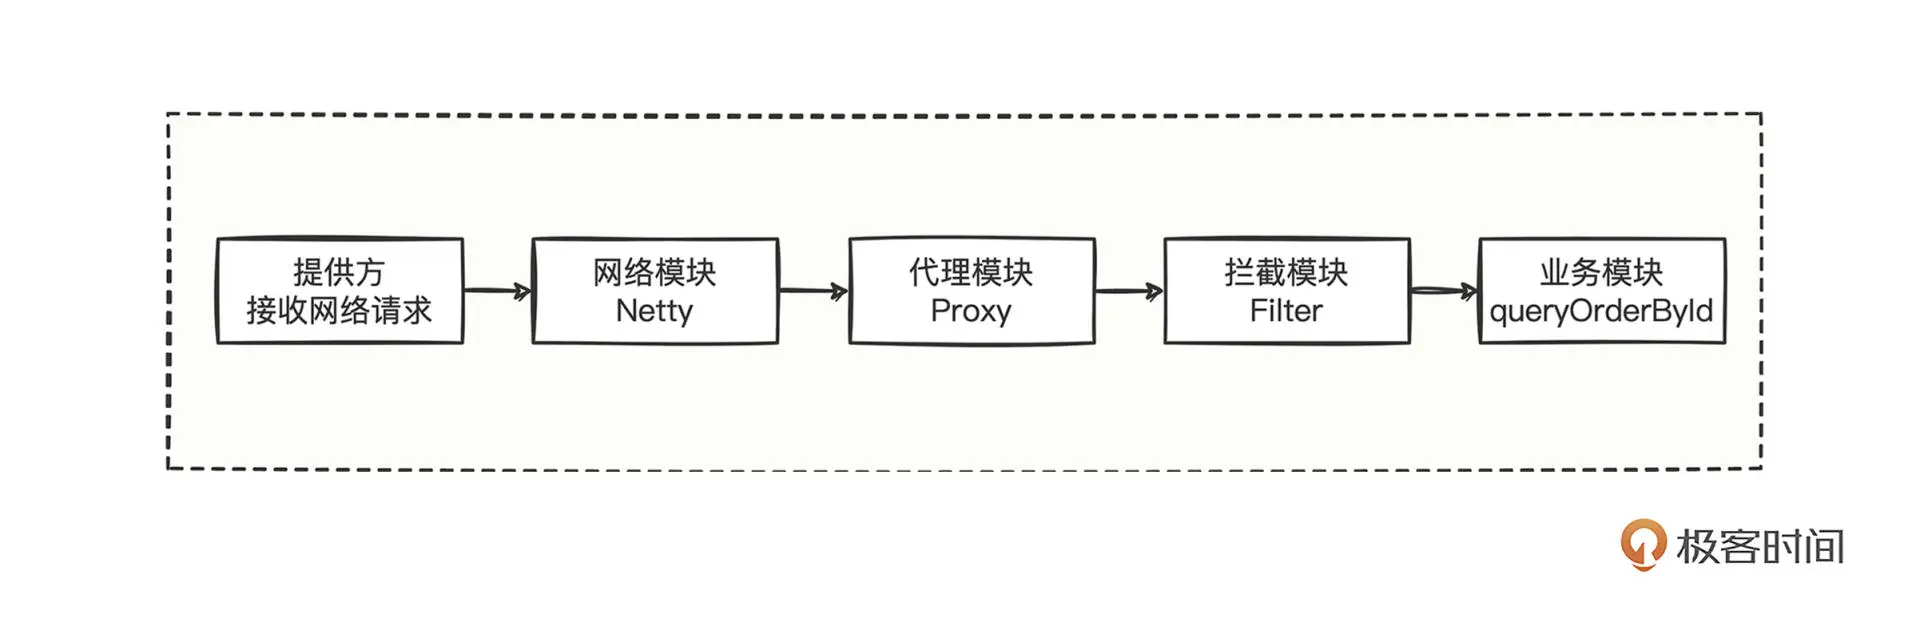 提供方
接收网络请求
网络模块
Netty
代理模块
Proxy
拦截模块
Filter
业务模块
queryOrderById
极客时间